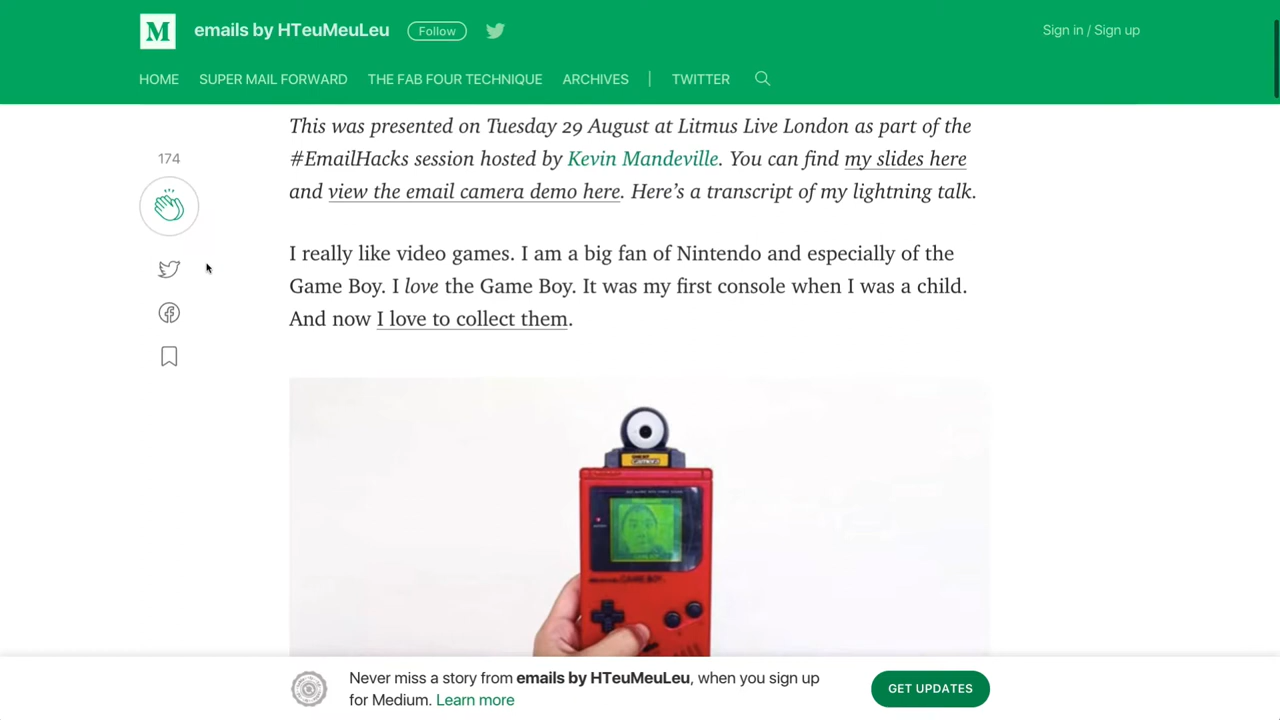 M emails by HTeuMeuLeu Follow Sign in / Sign up
HOME SUPER MAIL FORWARD THE FAB FOUR TECHNIQUE ARCHIVES | TWITTER
This was presented on Tuesday 29 August at Litmus Live London as part of the
#EmailHacks session hosted by Kevin Mandeville. You can find my slides here
and view the email camera demo here. Here’s a transcript of my lightning talk.
174
I really like video games. I am a big fan of Nintendo and especially of the
Game Boy. I love the Game Boy. It was my first console when I was a child.
And now I love to collect them.
Nintendo GAME BOY
Never miss a story from emails by HTeuMeuLeu, when you sign up
for Medium. Learn more
GET UPDATES